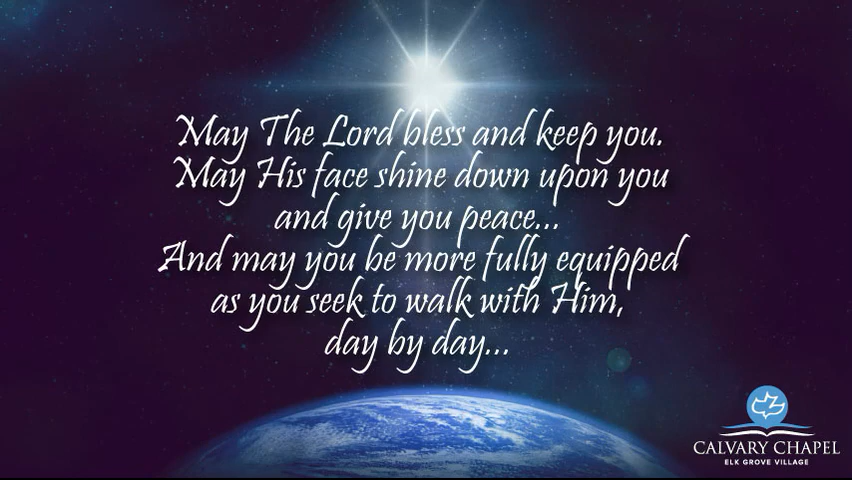 May The Lord bless and keep you.
May His face shine down upon you
and give you peace...
And may you be more fully equipped
as you seek to walk with Him,
day by day...
CALVARY CHAPEL
ELK GROVE VILLAGE